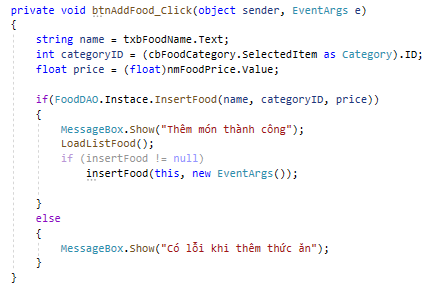 private void btnAddFood_Click(object sender, EventArgs e)
{
string name = txbFoodName.Text;
int categoryID = (cbFoodCategory.SelectedItem as Category).ID;
float price = (float)nmFoodPrice.Value;
if(FoodDAO.Instace.InsertFood(name, categoryID, price))
{
MessageBox.Show("Thêm món thành công");
LoadListFood();
if (insertFood != null)
insertFood(this, new EventArgs());
}
else
{
MessageBox.Show("Có lỗi khi thêm thức ăn");
}
}